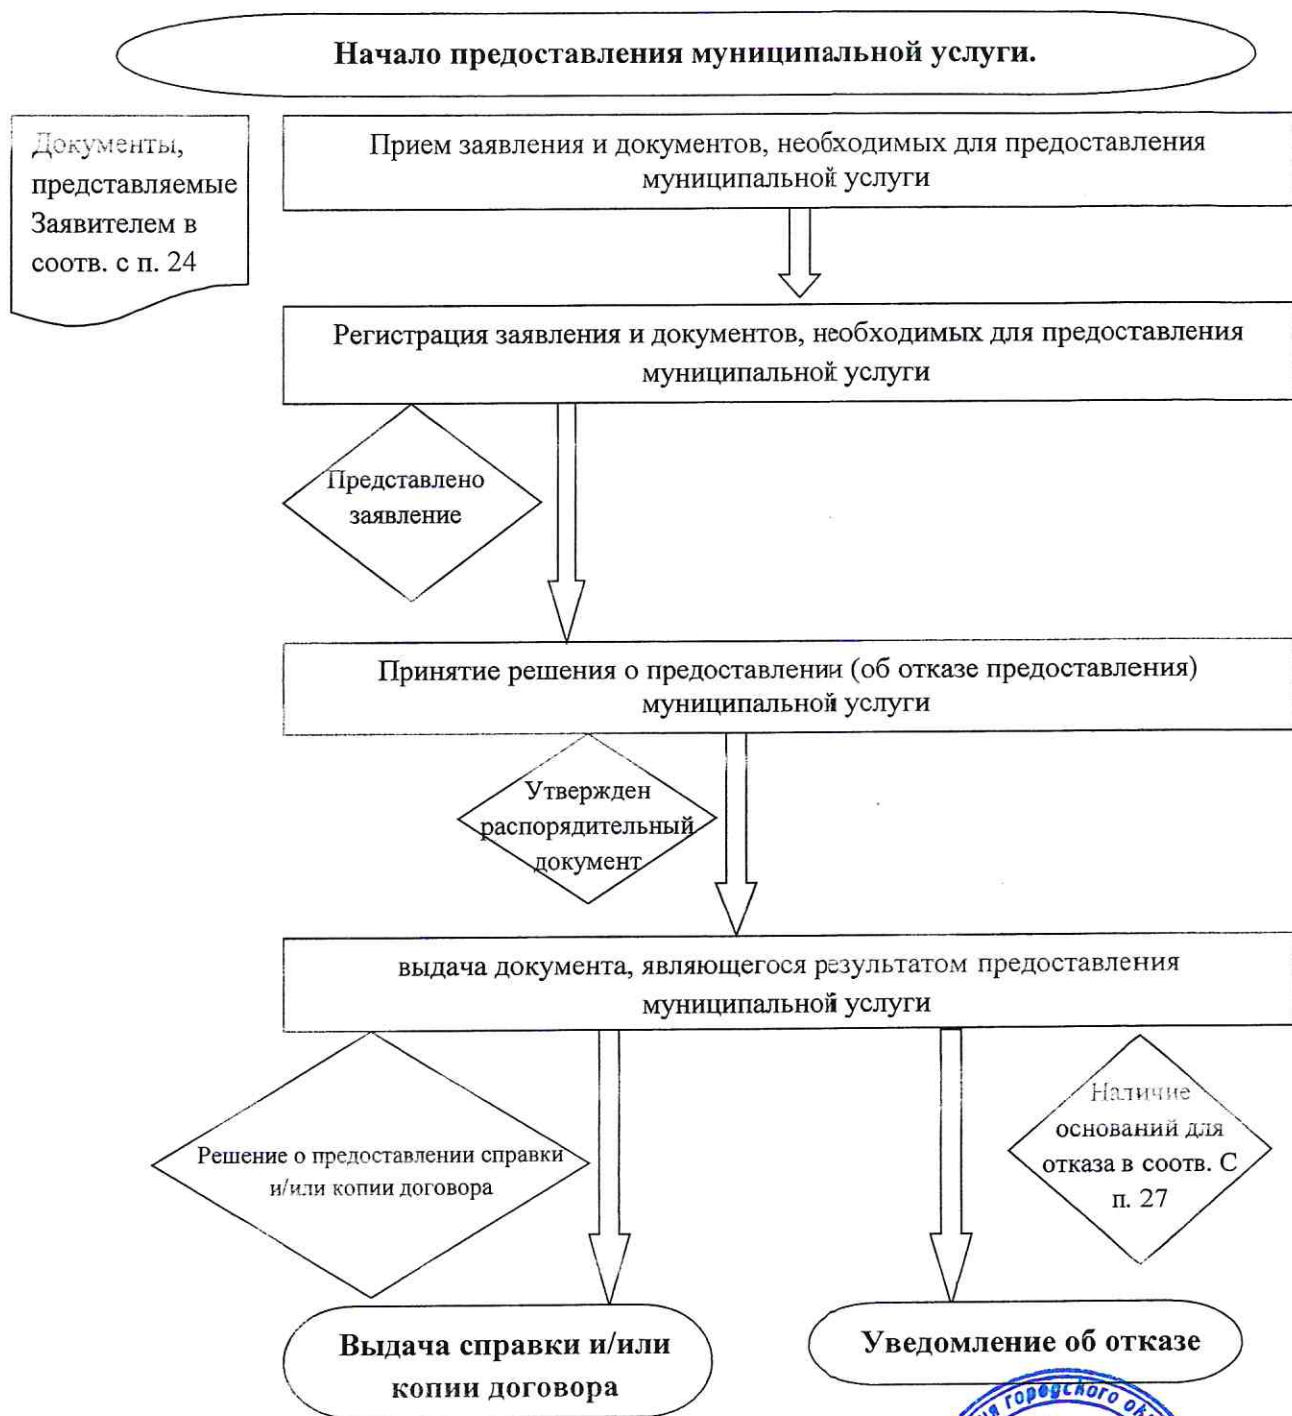 Начало предоставления муниципальной услуги.
Документы,
представляемые
Заявителем в
соотв. с п. 24
Прием заявления и документов, необходимых для предоставления
муниципальной услуги
Регистрация заявления и документов, необходимых для предоставления
муниципальной услуги
Представлено
заявление
Принятие решения о предоставлении (об отказе предоставления)
муниципальной услуги
Утвержден
распорядительный
документ
выдача документа, являющегося результатом предоставления
муниципальной услуги
Решение о предоставлении справки
и/или копии договора
Наличие
оснований для
отказа в соотв. С
п. 27
Выдача справки и/или
копии договора
Уведомление об отказе
городского